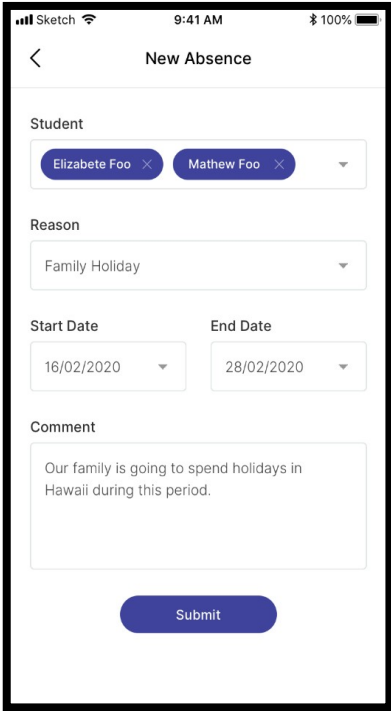 Sketch 9:41 AM 100%
New Absence
Student
Elizabete Foo Mathew Foo
Reason
Family Holiday
Start Date End Date
16/02/2020 28/02/2020
Comment
Our family is going to spend holidays in
Hawaii during this period.
Submit